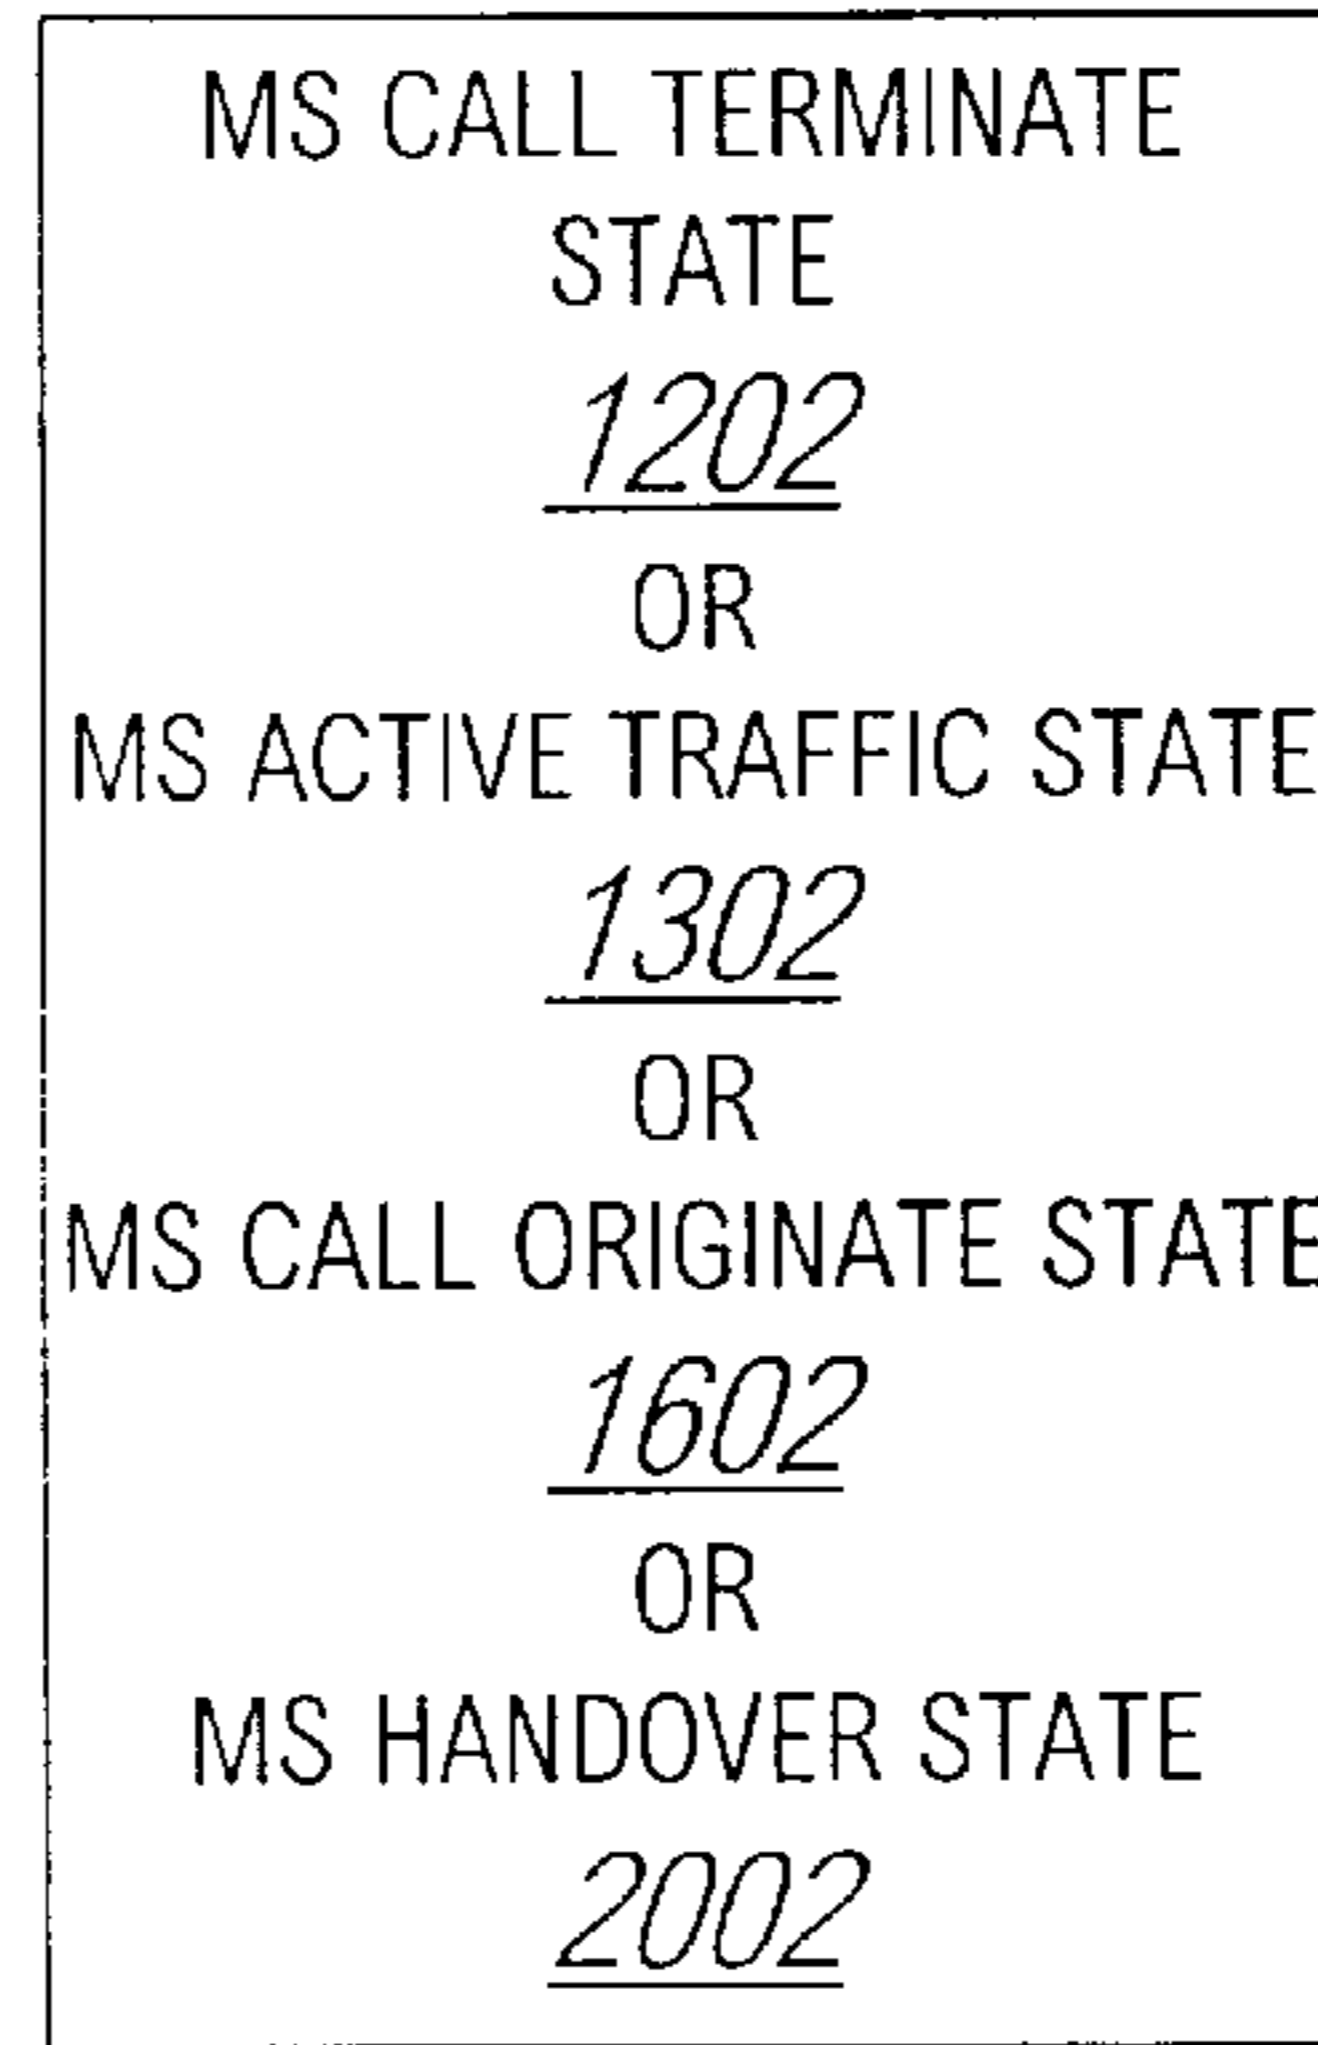 MS CALL TERMINATE
STATE
1202
OR
MS ACTIVE TRAFFIC STATE
1302
OR
MS CALL ORIGINATE STATE
1602
OR
MS HANDOVER STATE
2002